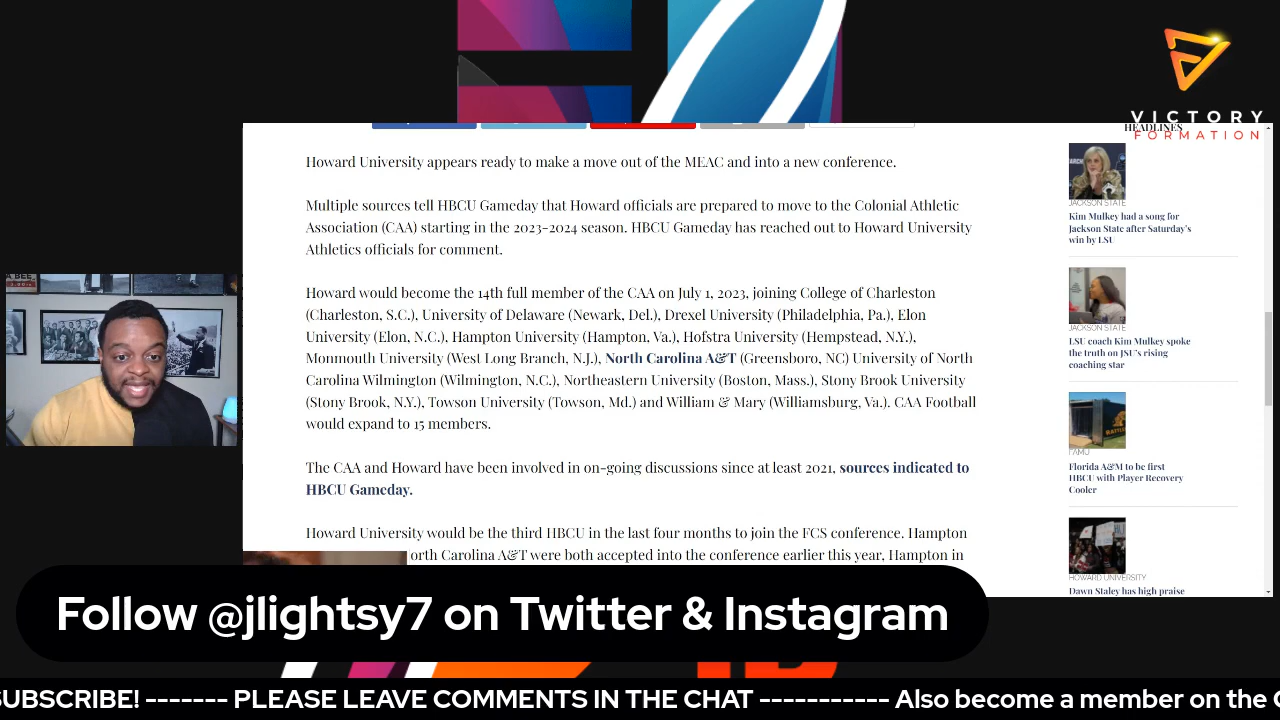 VICTORY
FORMATION
HEADLINES
Howard University appears ready to make a move out of the MEAC and into a new conference.
Multiple sources tell HBCU Gameday that Howard officials are prepared to move to the Colonial Athletic
Association (CAA) starting in the 2023-2024 season. HBCU Gameday has reached out to Howard University
Athletics officials for comment.
Howard would become the 14th full member of the CAA on July 1, 2023, joining College of Charleston
(Charleston, S.C.), University of Delaware (Newark, Del.), Drexel University (Philadelphia, Pa.), Elon
University (Elon, N.C.), Hampton University (Hampton, Va.), Hofstra University (Hempstead, N.Y.),
Monmouth University (West Long Branch, N.J.), North Carolina A&T (Greensboro, NC) University of North
Carolina Wilmington (Wilmington, N.C.), Northeastern University (Boston, Mass.), Stony Brook University
(Stony Brook, N.Y.), Towson University (Towson, Md.) and William & Mary (Williamsburg, Va.). CAA Football
would expand to 15 members.
The CAA and Howard have been involved in on-going discussions since at least 2021, sources indicated to
HBCU Gameday.
Howard University would be the third HBCU in the last four months to join the FCS conference. Hampton
orth Carolina A&T were both accepted into the conference earlier this year, Hampton in
JACKSON STATE
Kim Mulkey had a song for
Jackson State after Saturday's
win by LSU
JACKSON STATE
LSU coach Kim Mulkey spoke
the truth on JSU's rising
coaching star
FAMU
Florida A&M to be first
HBCU with Player Recovery
Cooler
HOWARD UNIVERSITY
Dawn Staley has high praise
Follow @jlightsy7 on Twitter & Instagram
SUBSCRIBE! ------- PLEASE LEAVE COMMENTS IN THE CHAT ----------- Also become a member on the